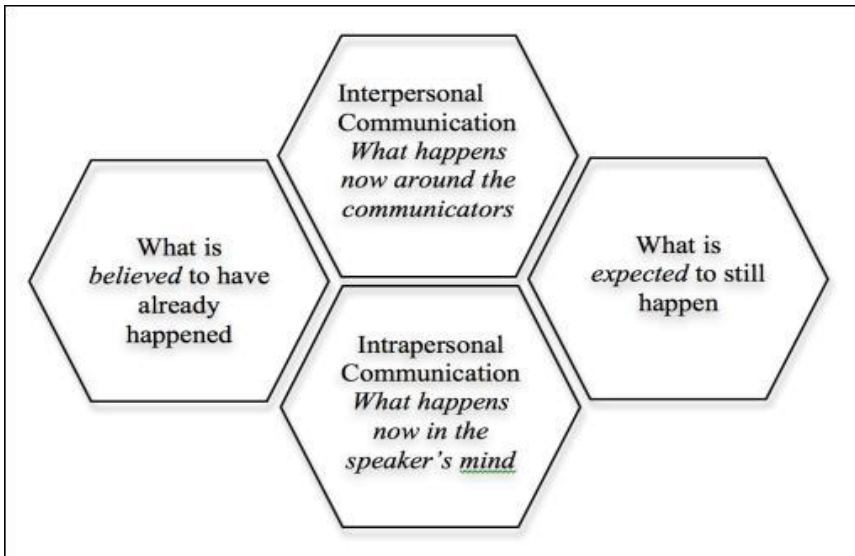 Interpersonal
Communication
What happens
now around the
communicators
What is
believed to have
already
happened
What is
expected to still
happen
Intrapersonal
Communication
What happens
now in the
speaker's mind